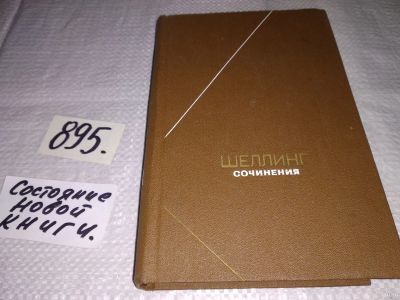 895.
Состояние
новой
книги.
ШЕЛЛИНГ
СОЧИНЕНИЯ